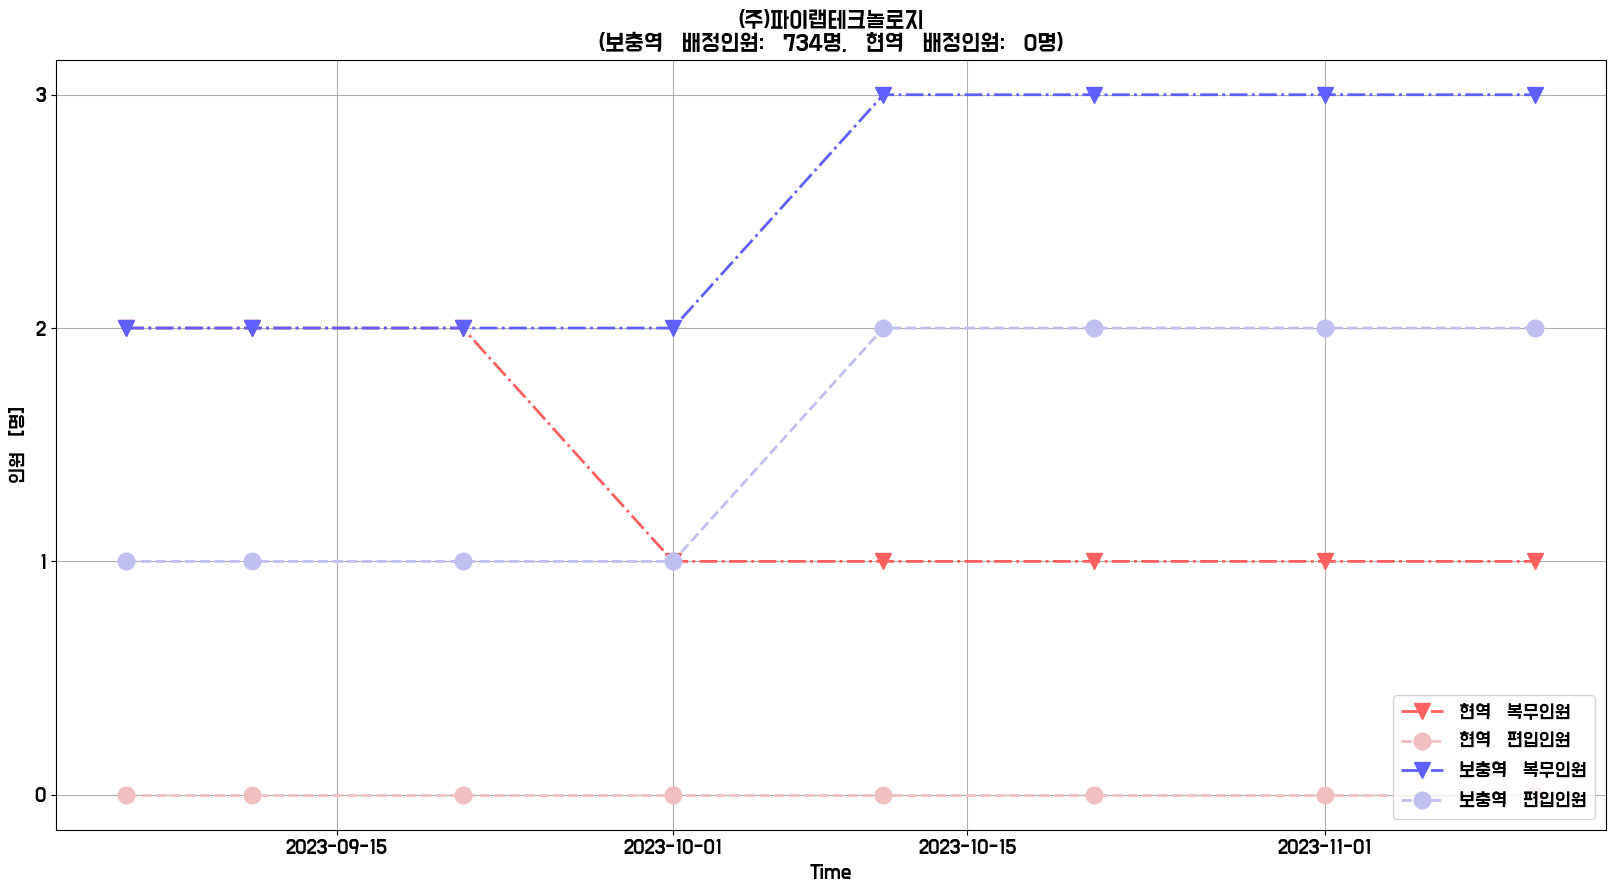 (주)파이랩테크놀로지
(보충역 배정인원: 734명, 현역 배정인원: 0명)
3
2
1
0
인원 [명]
2023-09-15
2023-10-01
2023-10-15
2023-11-01
Time
현역 복무인원
현역 편입인원
보충역 복무인원
보충역 편입인원